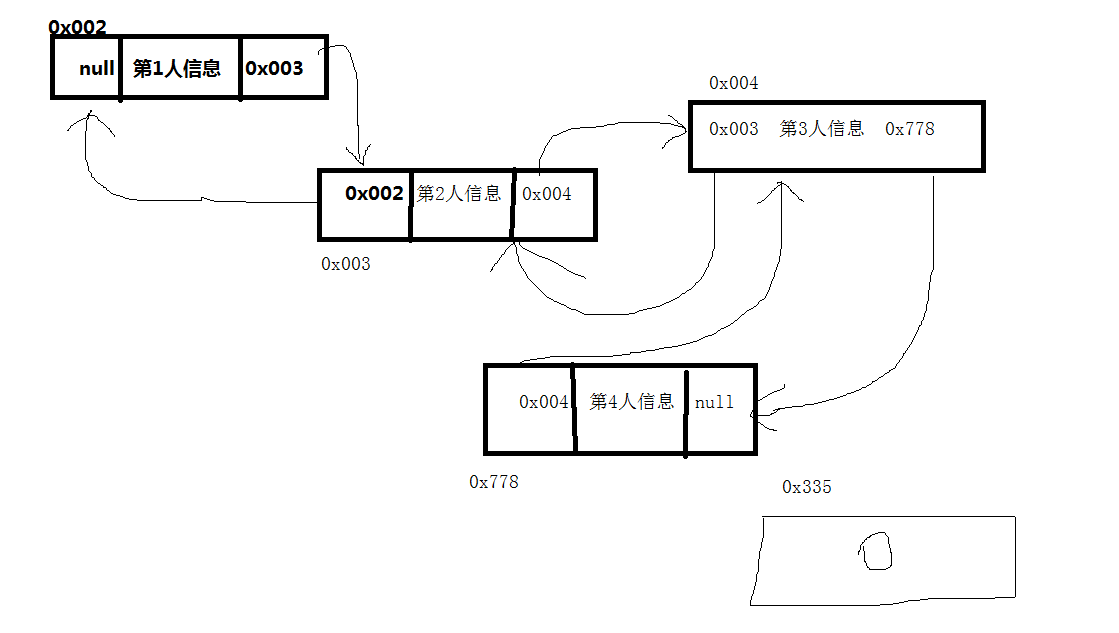 0x002
null 第1人信息 0x003
0x004
0x003 第3人信息 0x778
0x002 第2人信息 0x004
0x003
0x004 第4人信息 null
0x778
0x335